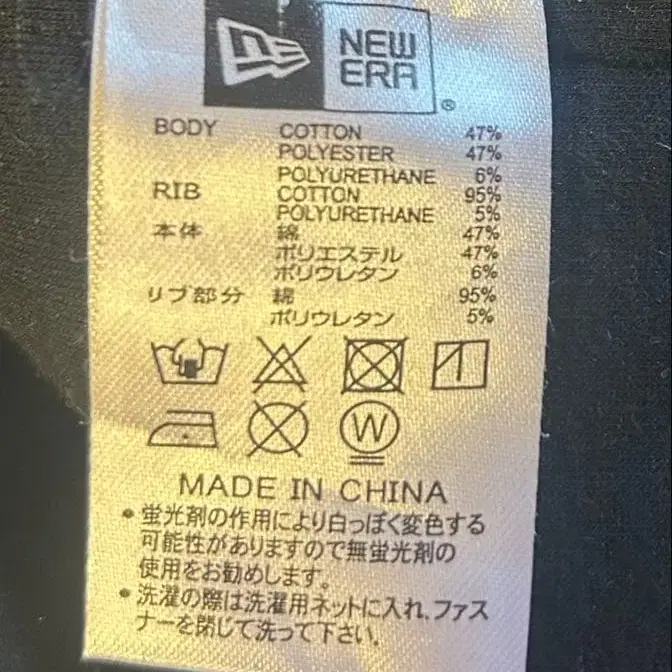 NEW
ERA
®
BODY COTTON 47%
POLYESTER 47%
POLYURETHANE 6%
RIB COTTON 95%
POLYURETHANE 5%
本体 綿 47%
ポリエステル 47%
ポリウレタン 6%
リブ部分 綿 95%
ポリウレタン 5%
W
MADE IN CHINA
•蛍光剤の作用により白っぽく変色する
可能性がありますので無蛍光剤の
使用をお勧めします。
•洗濯の際は洗濯用ネットに入れ、ファス
ナーを閉じて洗って下さい。